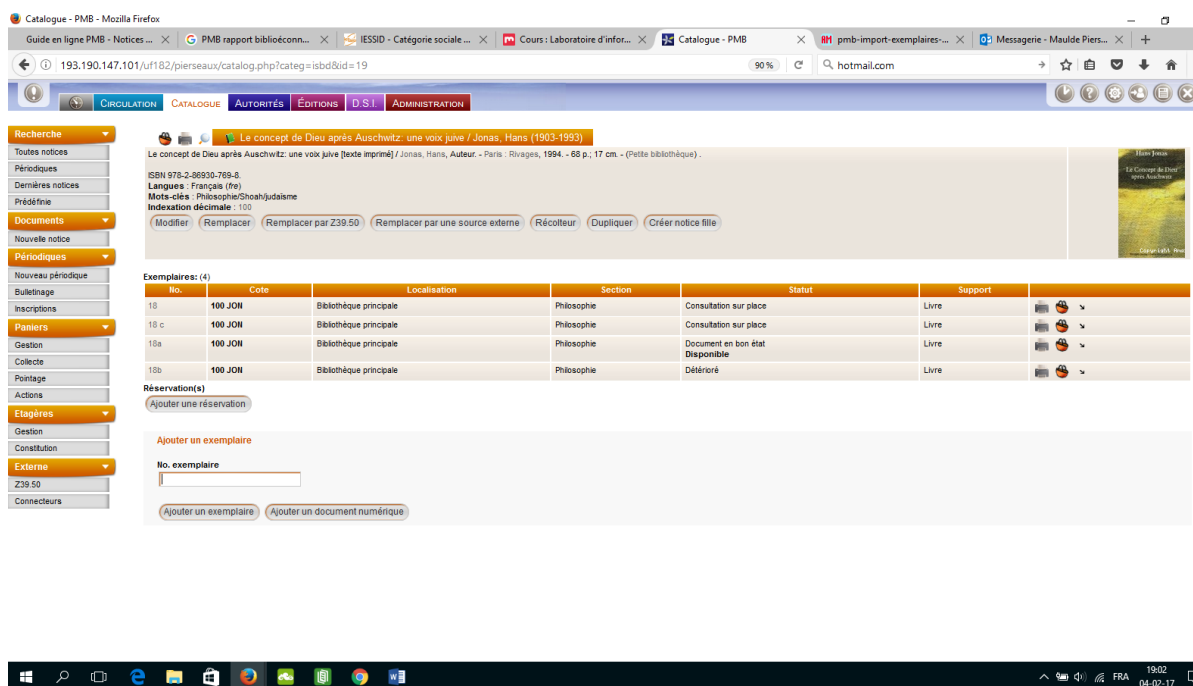 Catalogue - PMB - Mozilla Firefox
Guide en ligne PMB - Notices ...
PMB rapport biblioéconn...
IESSID - Catégorie sociale ...
Cours : Laboratoire d'infor...
Catalogue - PMB
pmb-import-exemplaires-...
Messagerie - Maulde Piers...
193.190.147.101/uf182/pierseaux/catalog.php?categ=isbd&id=19
90%
hotmail.com
Circulation Catalogue Autorités Éditions D.S.I. Administration
Recherche
Toutes notices
Périodiques
Dernières notices
Prédéfinie
Documents
Nouvelle notice
Périodiques
Nouveau périodique
Bulletinage
Inscriptions
Paniers
Gestion
Collecte
Pointage
Actions
Etagères
Gestion
Constitution
Externe
Z39.50
Connecteurs
Le concept de Dieu après Auschwitz: une voix juive / Jonas, Hans (1903-1993)
Le concept de Dieu après Auschwitz: une voix juive [texte imprimé] / Jonas, Hans, Auteur. - Paris : Rivages, 1994. - 68 p.; 17 cm. - (Petite bibliothèque) .
ISBN 978-2-86930-769-8.
Langues : Français (fre)
Mots-clés : Philosophie/Shoah/judaïsme
Indexation décimale : 100
Modifier Remplacer Remplacer par Z39.50 Remplacer par une source externe Récolteur Dupliquer Créer notice fille
Hans Jonas
Le Concept de Dieu
après Auschwitz
Exemplaires: (4)
No. Cote Localisation Section Statut Support
18 100 JON Bibliothèque principale Philosophie Consultation sur place Livre
18 c 100 JON Bibliothèque principale Philosophie Consultation sur place Livre
18a 100 JON Bibliothèque principale Philosophie Document en bon état Livre
Disponible
18b 100 JON Bibliothèque principale Philosophie Détérioré Livre
Réservation(s)
Ajouter une réservation
Ajouter un exemplaire
No. exemplaire
Ajouter un exemplaire Ajouter un document numérique
FRA
19:02
04-02-17